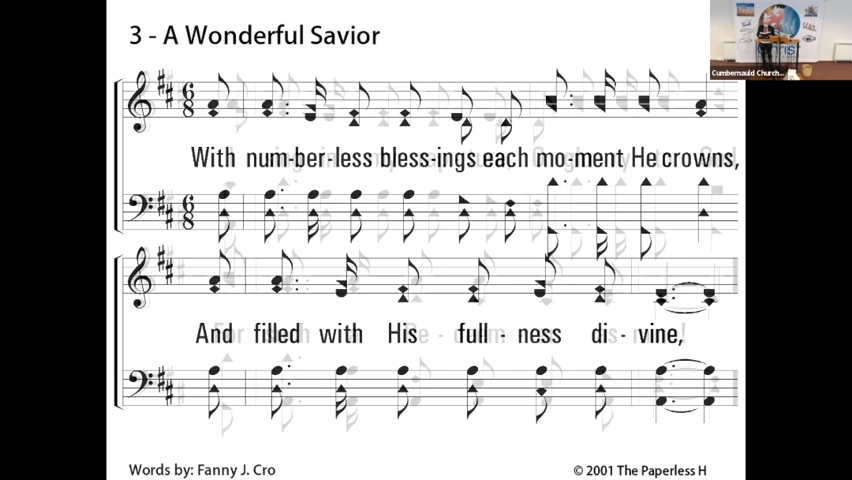 3 - A Wonderful Savior
Cumbernauld Church...
With num-ber-less bless-ings each mo-ment He crowns,
And filled with His full - ness di - vine,
Words by: Fanny J. Cro
© 2001 The Paperless H